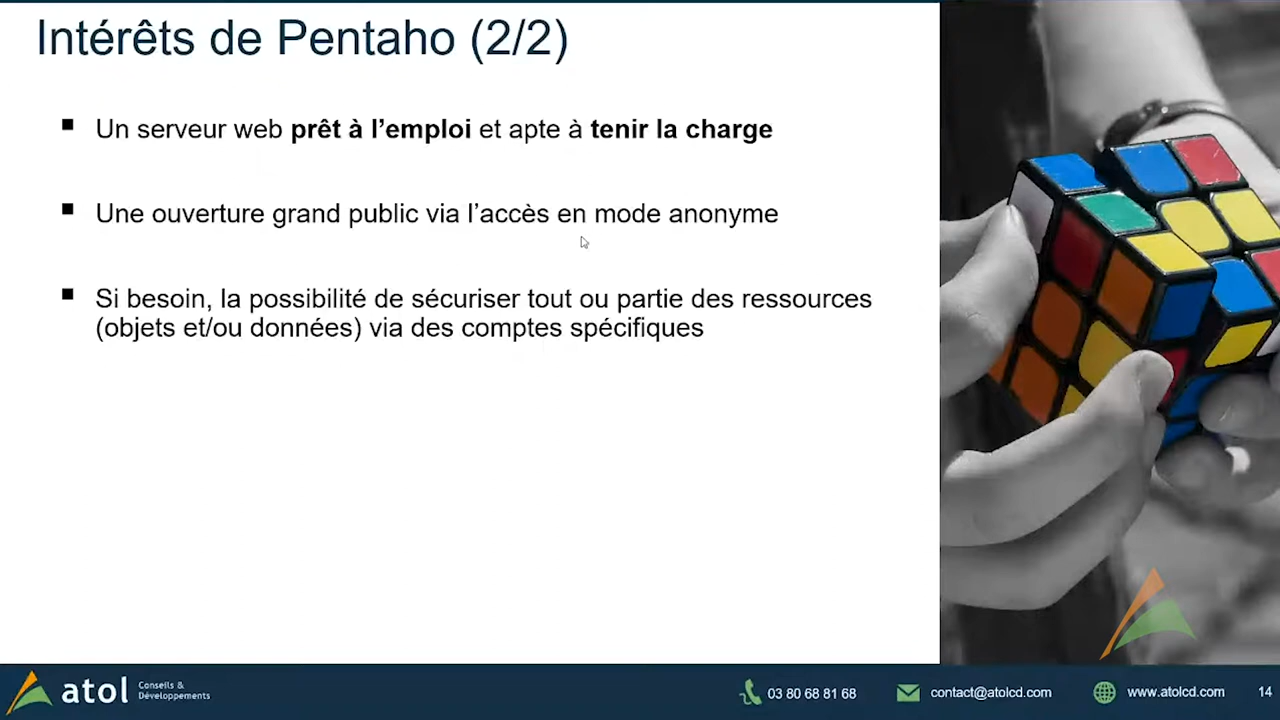 Intérêts de Pentaho (2/2)
Un serveur web prêt à l’emploi et apte à tenir la charge
Une ouverture grand public via l’accès en mode anonyme
Si besoin, la possibilité de sécuriser tout ou partie des ressources
(objets et/ou données) via des comptes spécifiques
atol
Conseils &
Développements
03 80 68 81 68
contact@atolcd.com
www.atolcd.com
14